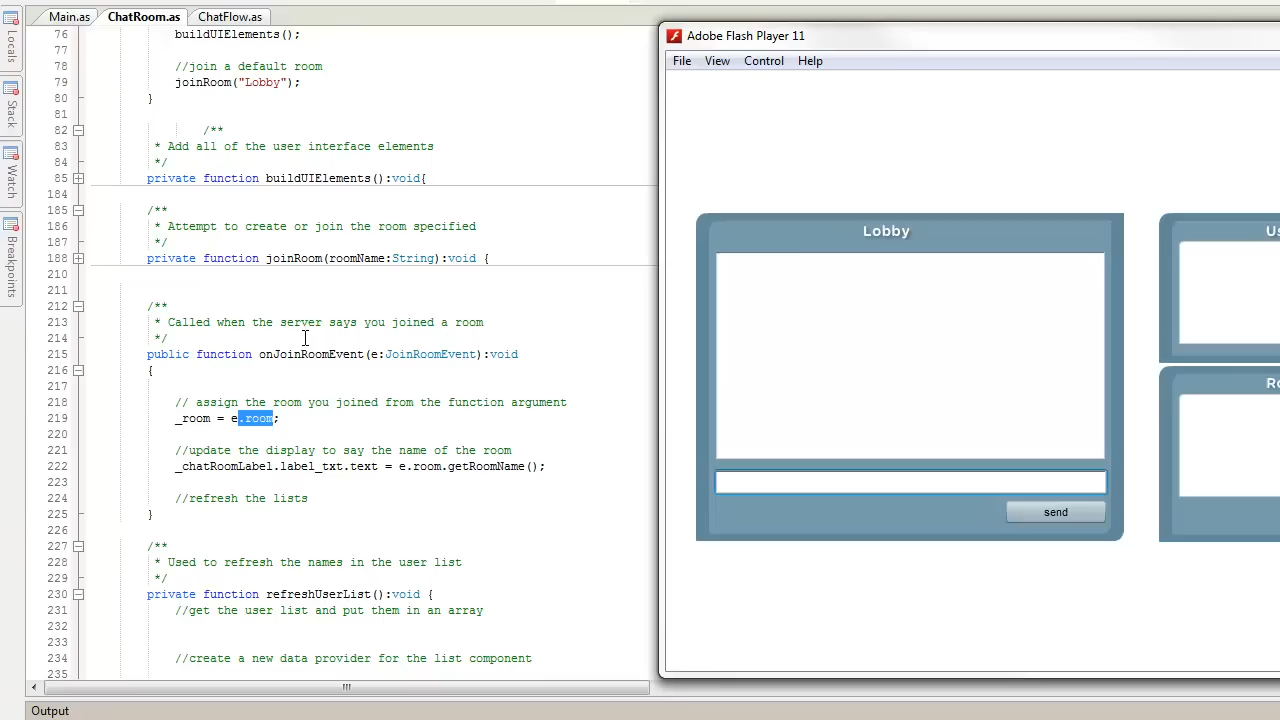 Main.as ChatRoom.as ChatFlow.as
Locals
Stack
Watch
Breakpoints
76 buildUIElements();
77
78 //join a default room
79 joinRoom("Lobby");
80 }
81
82 /**
83 * Add all of the user interface elements
84 */
85 private function buildUIElements():void{
184
185 /**
186 * Attempt to create or join the room specified
187 */
188 private function joinRoom(roomName:String):void {
210
211
212 /**
213 * Called when the server says you joined a room
214 */
215 public function onJoinRoomEvent(e:JoinRoomEvent):void
216 {
217
218 // assign the room you joined from the function argument
219 _room = e.room;
220
221 //update the display to say the name of the room
222 _chatRoomLabel.label_txt.text = e.room.getRoomName();
223
224 //refresh the lists
225 }
226
227 /**
228 * Used to refresh the names in the user list
229 */
230 private function refreshUserList():void {
231 //get the user list and put them in an array
232
233
234 //create a new data provider for the list component
235
Output
Adobe Flash Player 11
File View Control Help
Lobby
send
Us
Ro